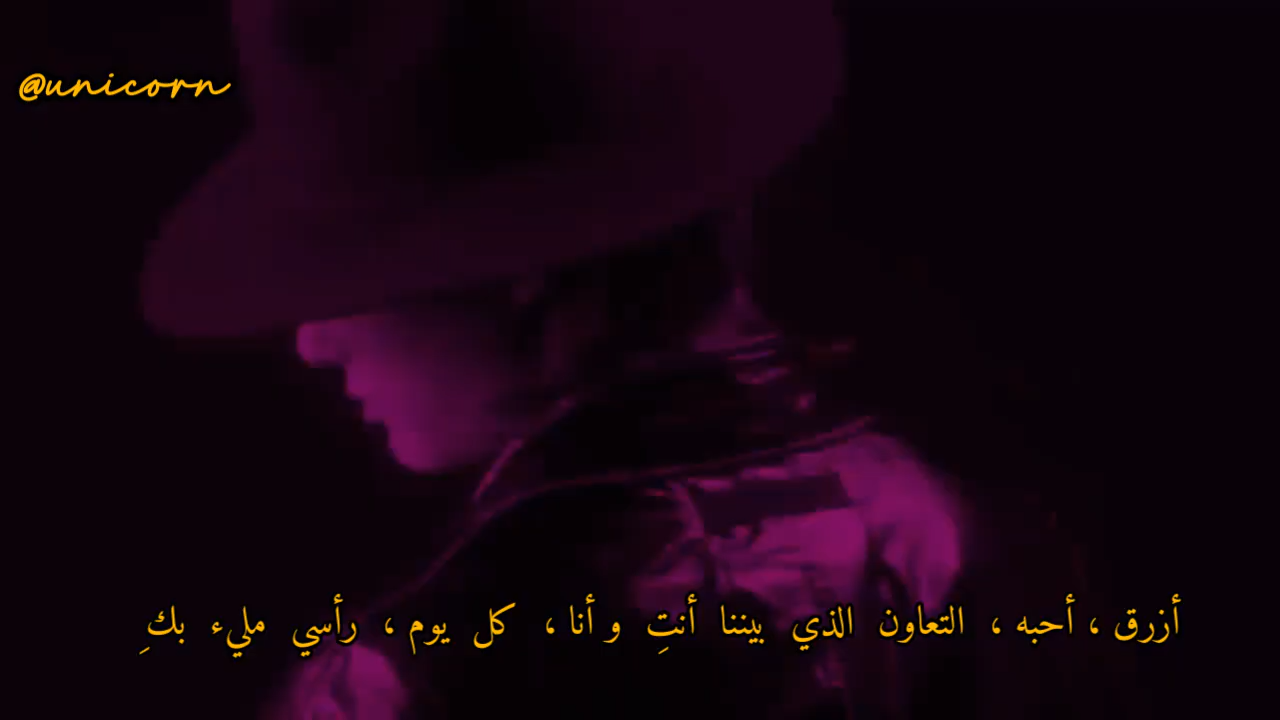 @unicorn
أزرق ، أحبه ، التعاون الذي بيننا أنتِ و أنا ، كل يوم ، رأسي مليء بكِ